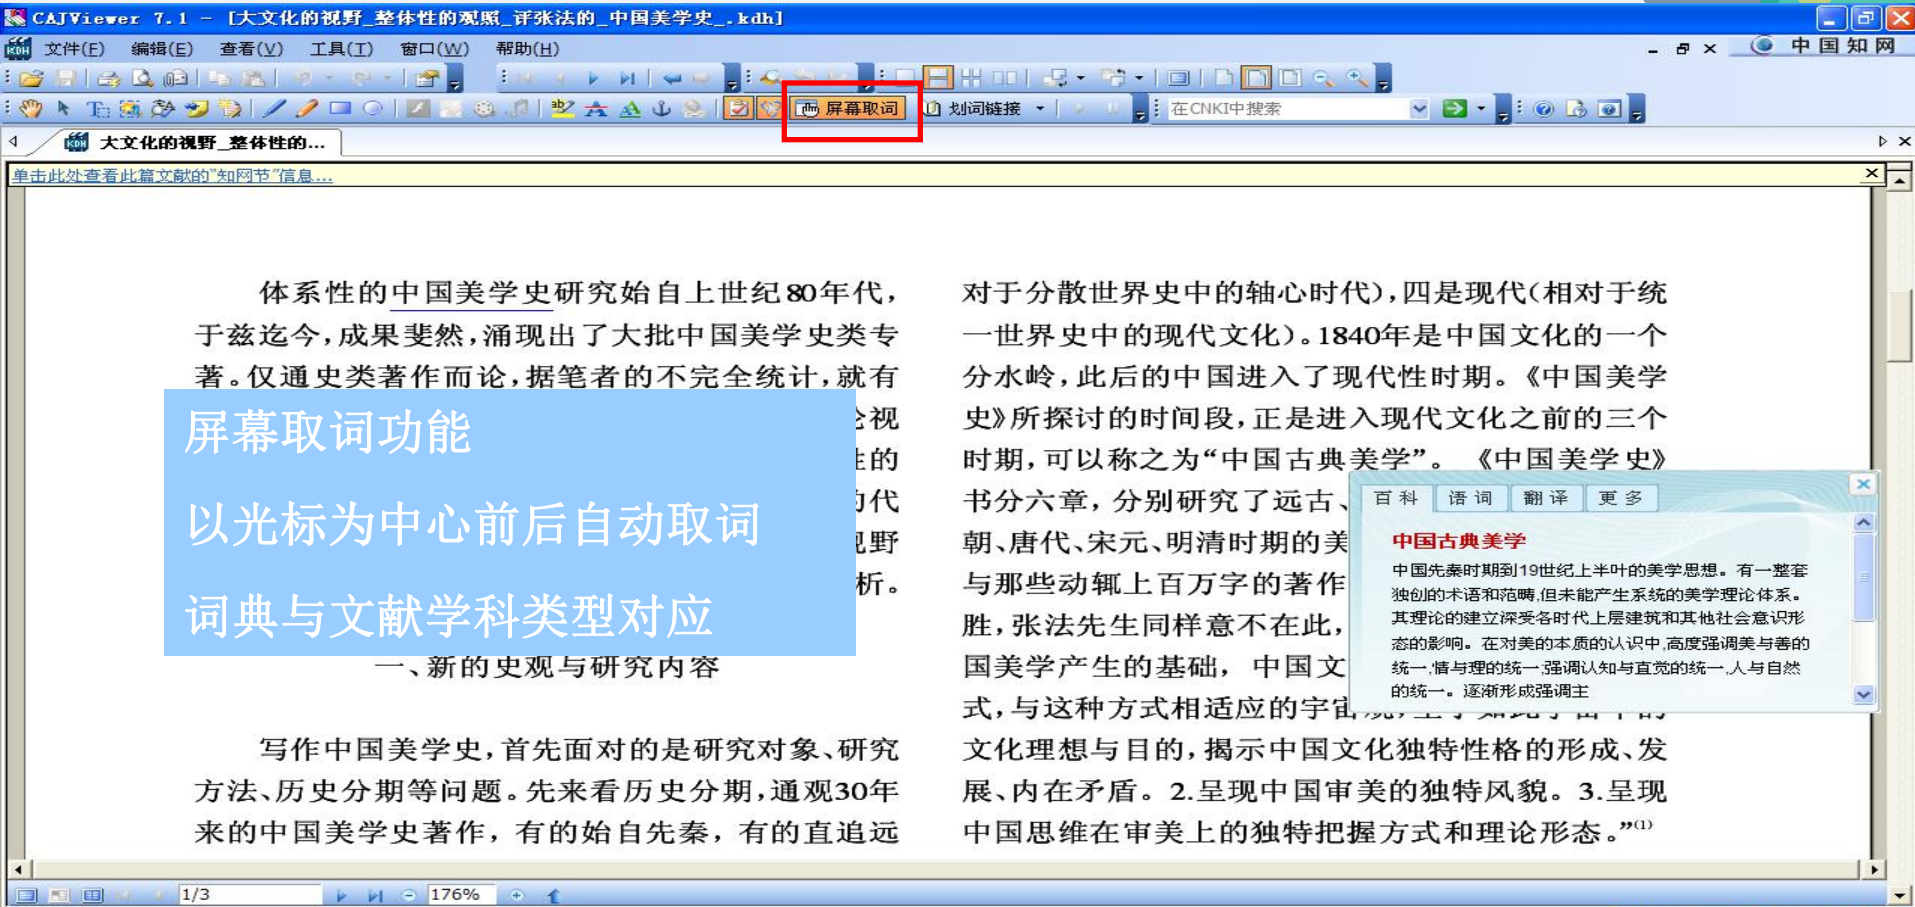 CAJViewer 7.1 - [大文化的视野_整体性的观照_评张法的_中国美学史_.kdh]
文件(F) 编辑(E) 查看(V) 工具(T) 窗口(W) 帮助(H)
中国知网
屏幕取词 划词链接 在CNKI中搜索
大文化的视野_整体性的...
单击此处查看此篇文献的"知网节"信息...
体系性的中国美学史研究始自上世纪80年代,
于兹迄今,成果斐然,涌现出了大批中国美学史类专
著。仅通史类著作而论,据笔者的不完全统计,就有
视
的
代
野
析。
屏幕取词功能
以光标为中心前后自动取词
词典与文献学科类型对应
一、新的史观与研究内容
写作中国美学史,首先面对的是研究对象、研究
方法、历史分期等问题。先来看历史分期,通观30年
来的中国美学史著作,有的始自先秦,有的直追远
对于分散世界史中的轴心时代),四是现代(相对于统
一世界史中的现代文化)。1840年是中国文化的一个
分水岭,此后的中国进入了现代性时期。《中国美学
史》所探讨的时间段,正是进入现代文化之前的三个
时期,可以称之为“中国古典美学”。《中国美学史》
书分六章,分别研究了远古、
朝、唐代、宋元、明清时期的美
与那些动辄上百万字的著作
胜,张法先生同样意不在此,
国美学产生的基础,中国文
式,与这种方式相适应的宇宙
文化理想与目的,揭示中国文化独特性格的形成、发
展、内在矛盾。2.呈现中国审美的独特风貌。3.呈现
中国思维在审美上的独特把握方式和理论形态。”(1)
百科 语词 翻译 更多
中国古典美学
中国先秦时期到19世纪上半叶的美学思想。有一整套
独创的术语和范畴,但未能产生系统的美学理论体系。
其理论的建立深受各时代上层建筑和其他社会意识形
态的影响。在对美的本质的认识中,高度强调美与善的
统一,情与理的统一;强调认知与直觉的统一,人与自然
的统一。逐渐形成强调主
1/3 176%